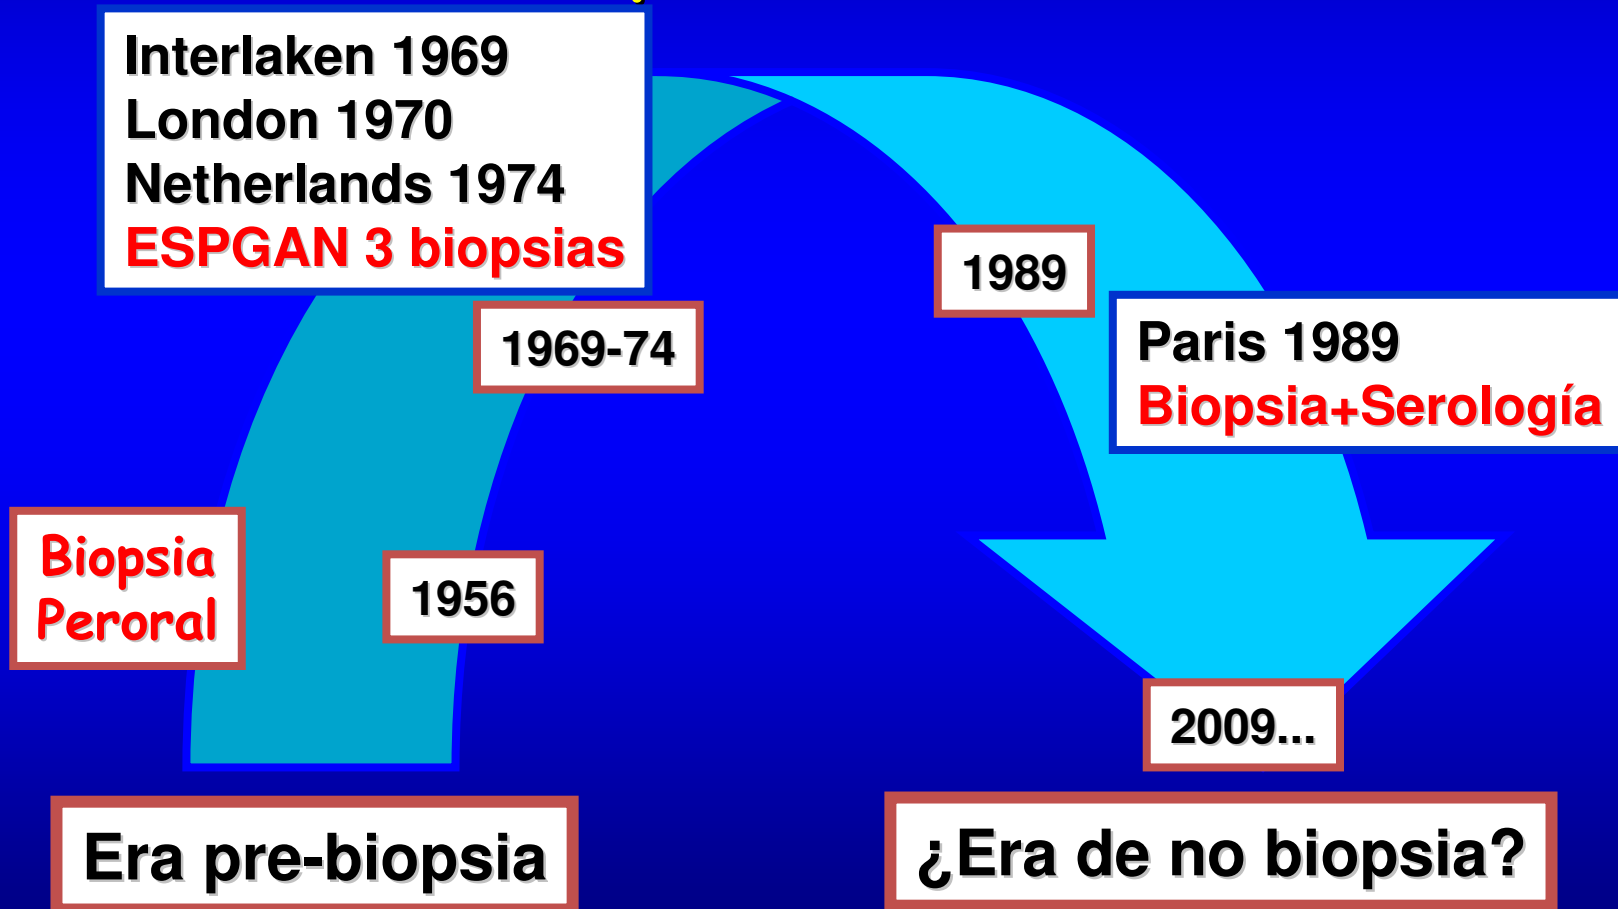 Interlaken 1969
London 1970
Netherlands 1974
ESPGAN 3 biopsias
1969-74
1989
Paris 1989
Biopsia+Serología
Biopsia
Peroral
1956
2009...
Era pre-biopsia
¿Era de no biopsia?